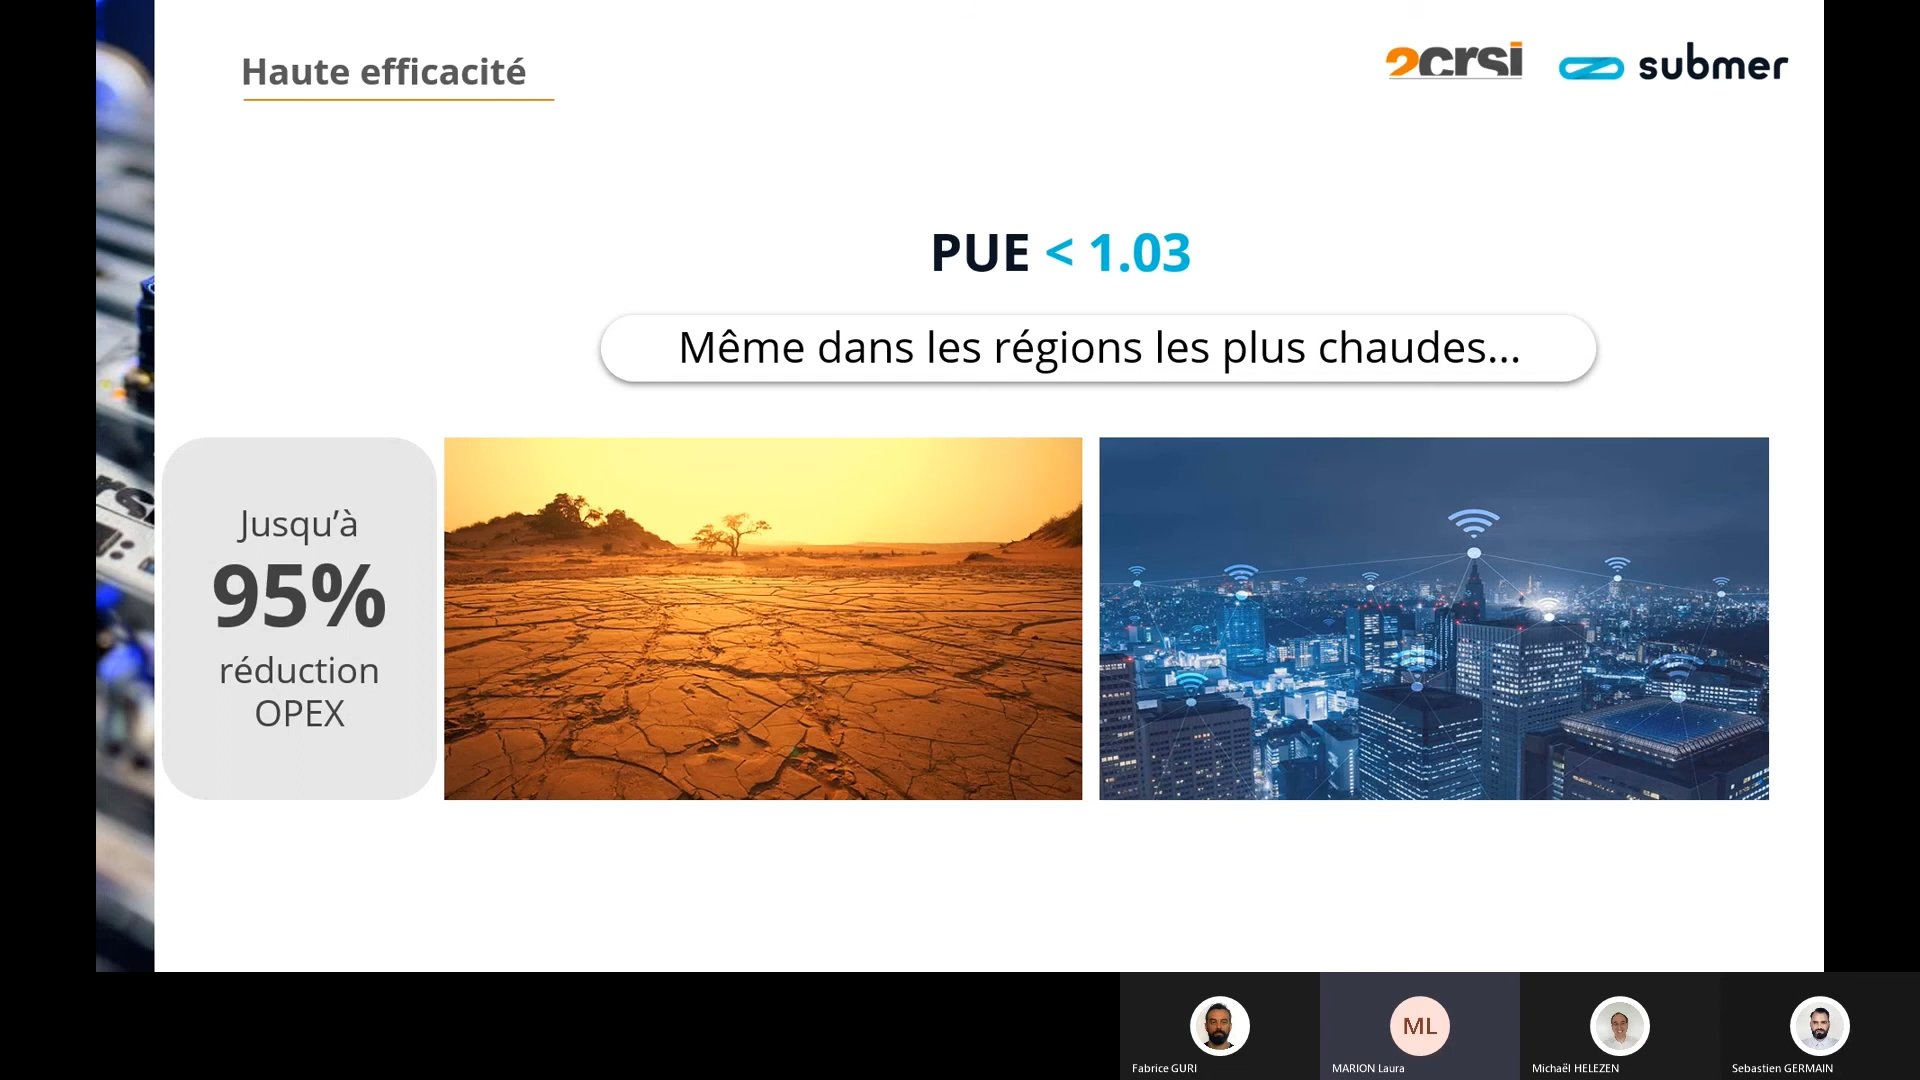 Haute efficacité
2crsi
submer
PUE < 1.03
Même dans les régions les plus chaudes...
Jusqu’à
95%
réduction
OPEX
ML
Fabrice GURI
MARION Laura
Michaël HELEZEN
Sebastien GERMAIN